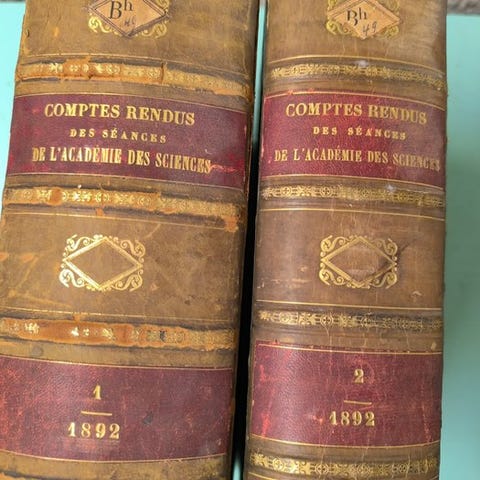 Bh
COMPTES RENDUS
DES SÉANCES
DE L'ACADÉMIE DES SCIENCES
1
1892
Bh
49
COMPTES RENDUS
DES SÉANCES
DE L'ACADÉMIE DES SCIENCES
2
1892